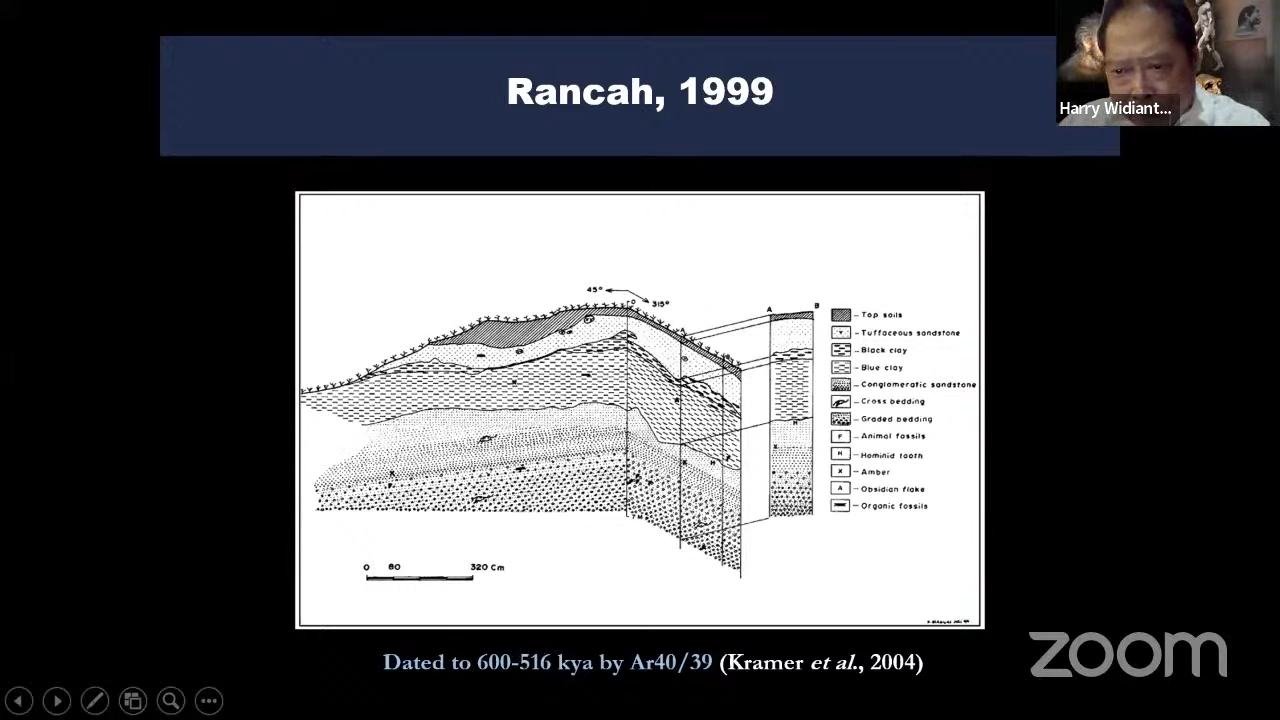 Rancah, 1999
Harry Widiant...
45°
315°
O
A
B
Top soils
Tuffaceous sandstone
Black clay
Blue clay
Conglomeratic sandstone
Cross bedding
Graded bedding
F Animal fossils
H Hominid tooth
X Amber
A Obsidian flake
Organic fossils
0 80 320 Cm
Dated to 600-516 kya by Ar40/39 (Kramer et al., 2004)
zoom